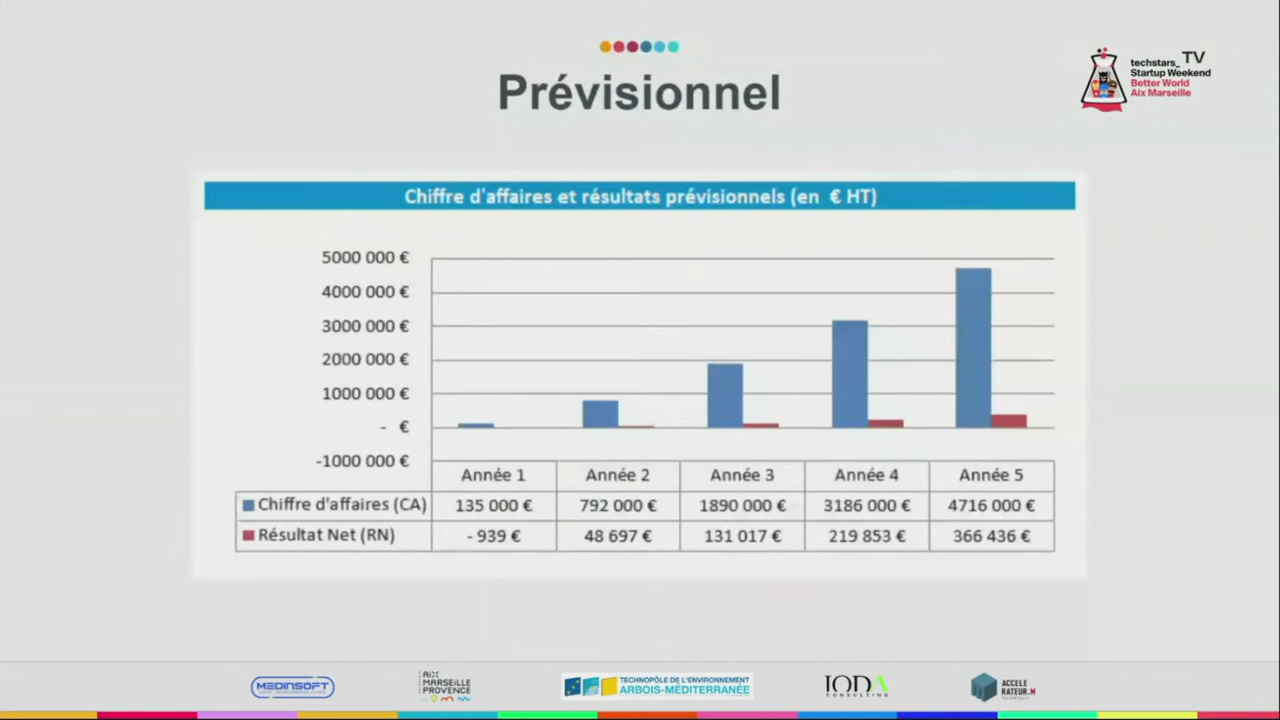 Prévisionnel
techstars_ TV
Startup Weekend
Better World
Aix Marseille
Chiffre d'affaires et résultats prévisionnels (en € HT)
5000 000 €
4000 000 €
3000 000 €
2000 000 €
1000 000 €
- €
-1000 000 €
Année 1 Année 2 Année 3 Année 4 Année 5
Chiffre d'affaires (CA) 135 000 € 792 000 € 1890 000 € 3186 000 € 4716 000 €
Résultat Net (RN) - 939 € 48 697 € 131 017 € 219 853 € 366 436 €
MEDINSOFT
AIX
MARSEILLE
PROVENCE
TECHNOPÔLE DE L'ENVIRONNEMENT
ARBOIS-MÉDITERRANÉE
IODA
CONSULTING
ACCELE
RATEUR.M